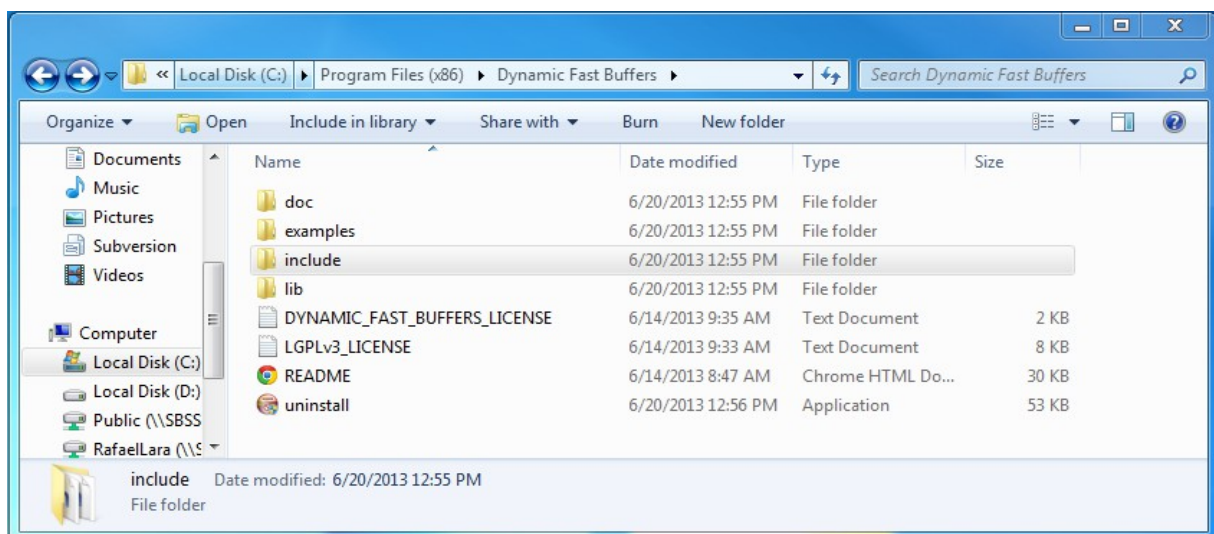 « Local Disk (C:) Program Files (x86) Dynamic Fast Buffers Search Dynamic Fast Buffers
Organize Open Include in library Share with Burn New folder
Documents
Music
Pictures
Subversion
Videos
Computer
Local Disk (C:)
Local Disk (D:)
Public (\\SBSS
RafaelLara (\\S
Name Date modified Type Size
doc 6/20/2013 12:55 PM File folder
examples 6/20/2013 12:55 PM File folder
include 6/20/2013 12:55 PM File folder
lib 6/20/2013 12:55 PM File folder
DYNAMIC_FAST_BUFFERS_LICENSE 6/14/2013 9:35 AM Text Document 2 KB
LGPLv3_LICENSE 6/14/2013 9:33 AM Text Document 8 KB
README 6/14/2013 8:47 AM Chrome HTML Do... 30 KB
uninstall 6/20/2013 12:56 PM Application 53 KB
include Date modified: 6/20/2013 12:55 PM
File folder